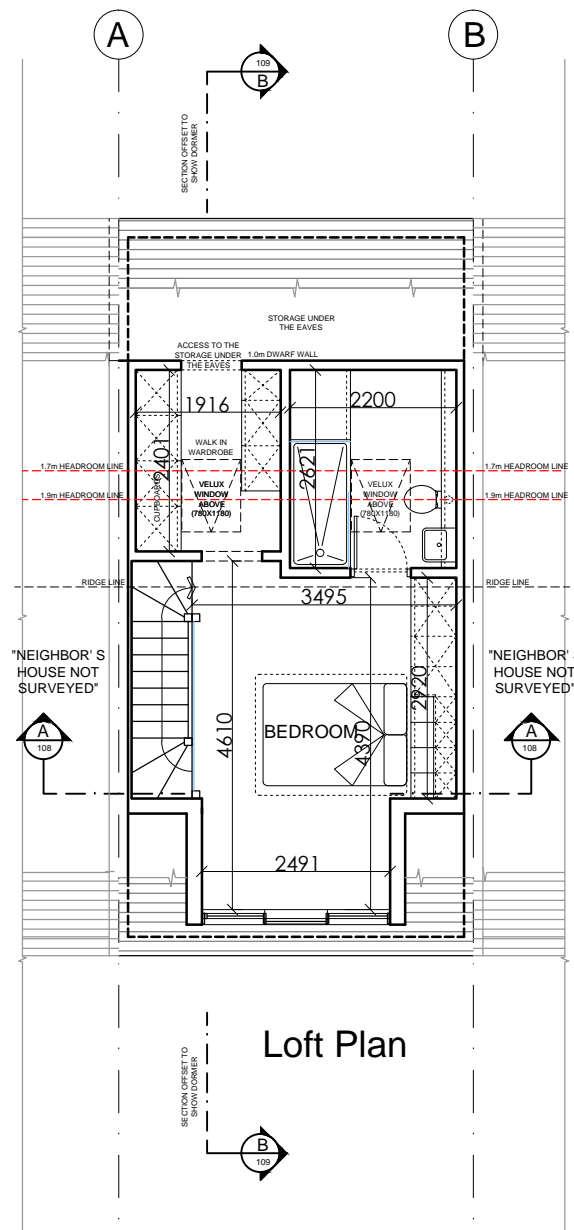 A
B
109
B
SECTION OFFSET TO
SHOW DORMER
STORAGE UNDER
THE EAVES
ACCESS TO THE
STORAGE UNDER
THE EAVES
1.0m DWARF WALL
1916
2200
2401
2621
WALK IN
WARDROBE
CUPBOARDS
1.7m HEADROOM LINE
1.7m HEADROOM LINE
VELUX
WINDOW
ABOVE
(780X1180)
VELUX
WINDOW
ABOVE
(780X1180)
1.9m HEADROOM LINE
1.9m HEADROOM LINE
RIDGE LINE
RIDGE LINE
3495
"NEIGHBOR' S
HOUSE NOT
SURVEYED"
"NEIGHBOR' S
HOUSE NOT
SURVEYED"
2920
4610
BEDROOM
4390
A
108
A
108
2491
Loft Plan
SECTION OFFSET TO
SHOW DORMER
B
109